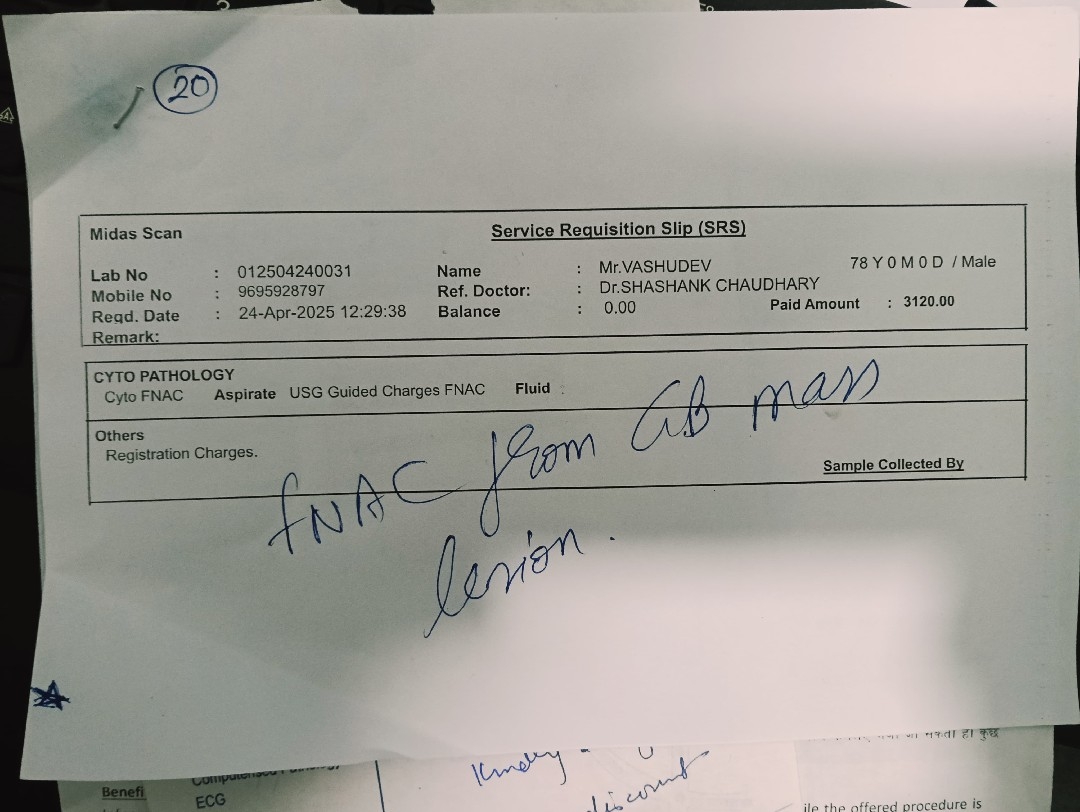 20
Midas Scan Service Requisition Slip (SRS)
Lab No : 012504240031 Name : Mr.VASHUDEV 78 Y 0 M 0 D / Male
Mobile No : 9695928797 Ref. Doctor: : Dr.SHASHANK CHAUDHARY
Regd. Date : 24-Apr-2025 12:29:38 Balance : 0.00 Paid Amount : 3120.00
Remark:
CYTO PATHOLOGY
Cyto FNAC Aspirate USG Guided Charges FNAC Fluid :
Others
Registration Charges.
Sample Collected By
FNAC from GB mass
lesion.
Kindly
discount
Benefi
ECG
ile the offered procedure is